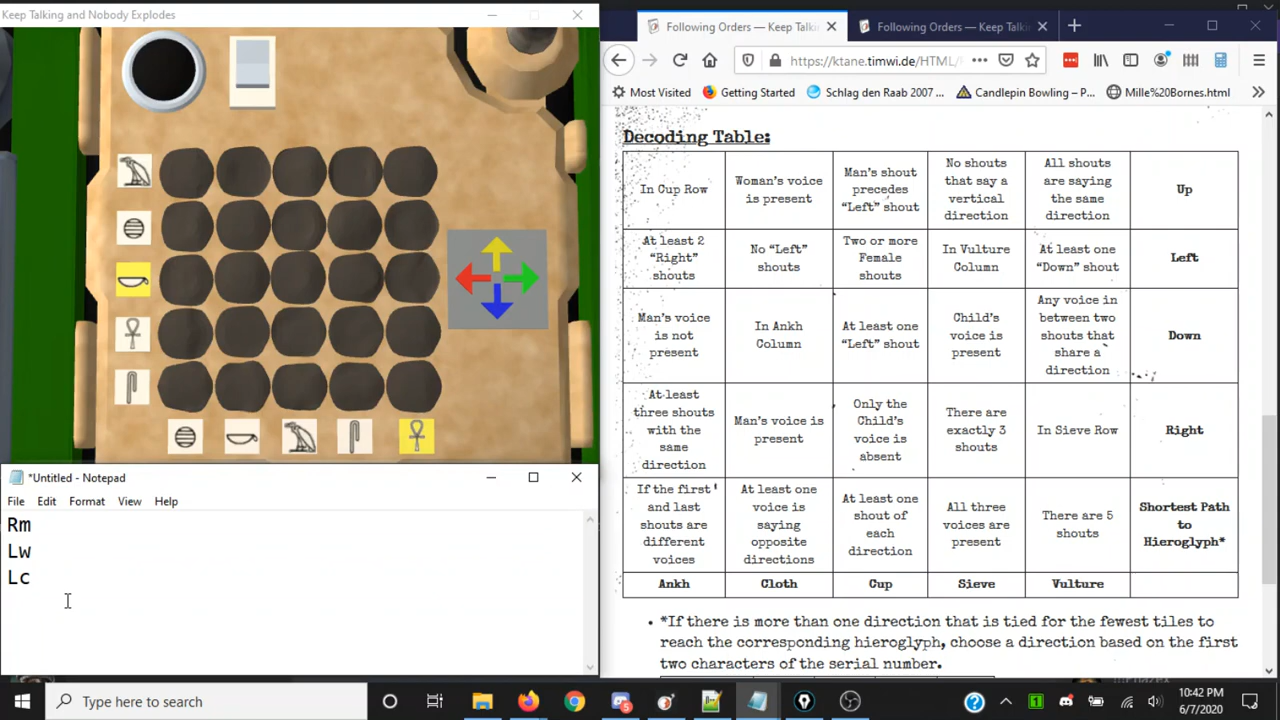 Keep Talking and Nobody Explodes
*Untitled - Notepad
File Edit Format View Help
Rm
Lw
Lc
Following Orders — Keep Talki
Following Orders — Keep Talkin
https://ktane.timwi.de/HTML/
Most Visited Getting Started Schlag den Raab 2007 ... Candlepin Bowling – P... Mille%20Bornes.html
Decoding Table:
In Cup Row
Woman's voice
is present
Man's shout
precedes
"Left" shout
No shouts
that say a
vertical
direction
All shouts
are saying
the same
direction
Up
At least 2
"Right"
shouts
No "Left"
shouts
Two or more
Female
shouts
In Vulture
Column
At least one
"Down" shout
Left
Man's voice
is not
present
In Ankh
Column
At least one
"Left" shout
Child's
voice is
present
Any voice in
between two
shouts that
share a
direction
Down
At least
three shouts
with the
same
direction
Man's voice is
present
Only the
Child's
voice is
absent
There are
exactly 3
shouts
In Sieve Row
Right
If the first
and last
shouts are
different
voices
At least one
voice is
saying
opposite
directions
At least one
shout of
each
direction
All three
voices are
present
There are 5
shouts
Shortest Path
to
Hieroglyph*
Ankh Cloth Cup Sieve Vulture
*If there is more than one direction that is tied for the fewest tiles to
reach the corresponding hieroglyph, choose a direction based on the first
two characters of the serial number.
Type here to search
1
10:42 PM
6/7/2020